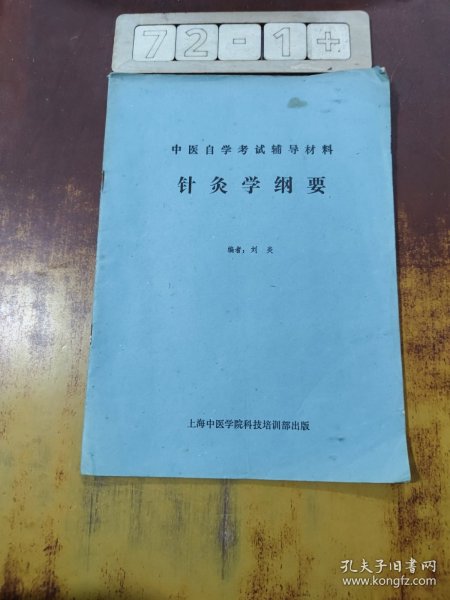 72-1+
中医自学考试辅导材料
针灸学纲要
编者：刘炎
上海中医学院科技培训部出版
孔夫子旧书网
www.kongfz.com